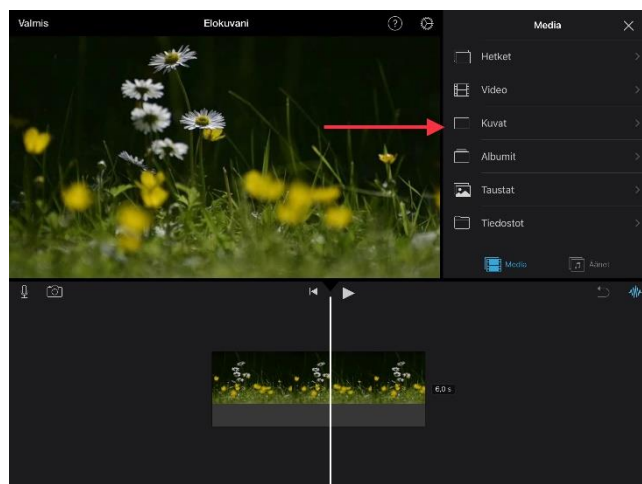 Valmis
Elokuvani
?
Media
Hetket
Video
Kuvat
Albumit
Taustat
Tiedostot
Media
Äänet
6,0 s